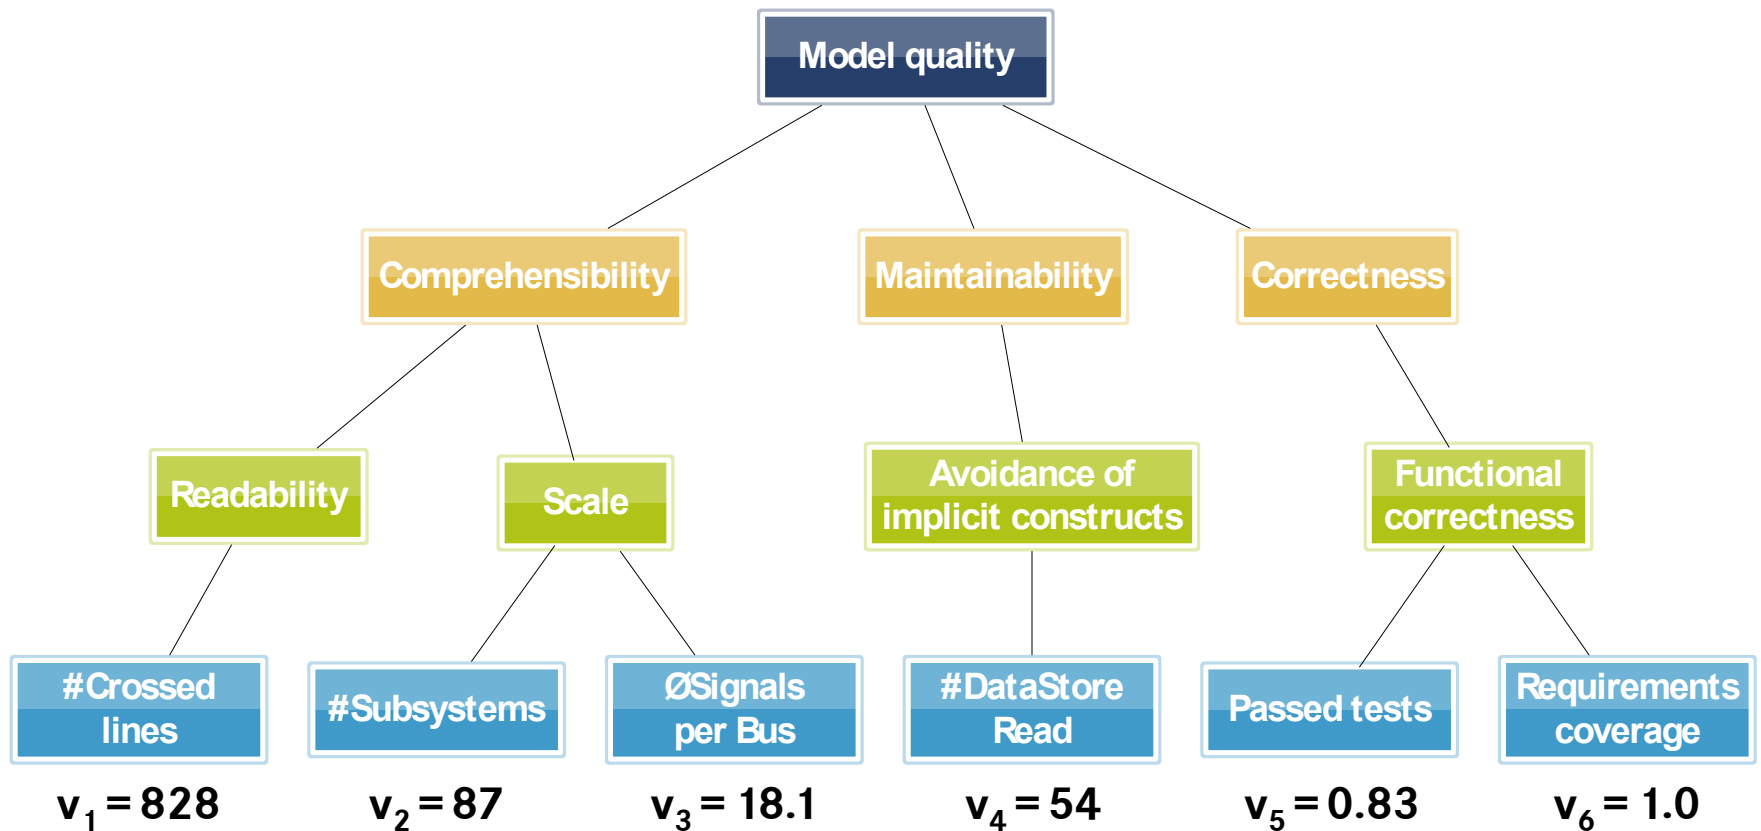 Model quality
Comprehensibility
Maintainability
Correctness
Readability
Scale
Avoidance of
implicit constructs
Functional
correctness
#Crossed
lines
#Subsystems
ØSignals
per Bus
#DataStore
Read
Passed tests
Requirements
coverage
v₁ = 828
v₂ = 87
v₃ = 18.1
v₄ = 54
v₅ = 0.83
v₆ = 1.0